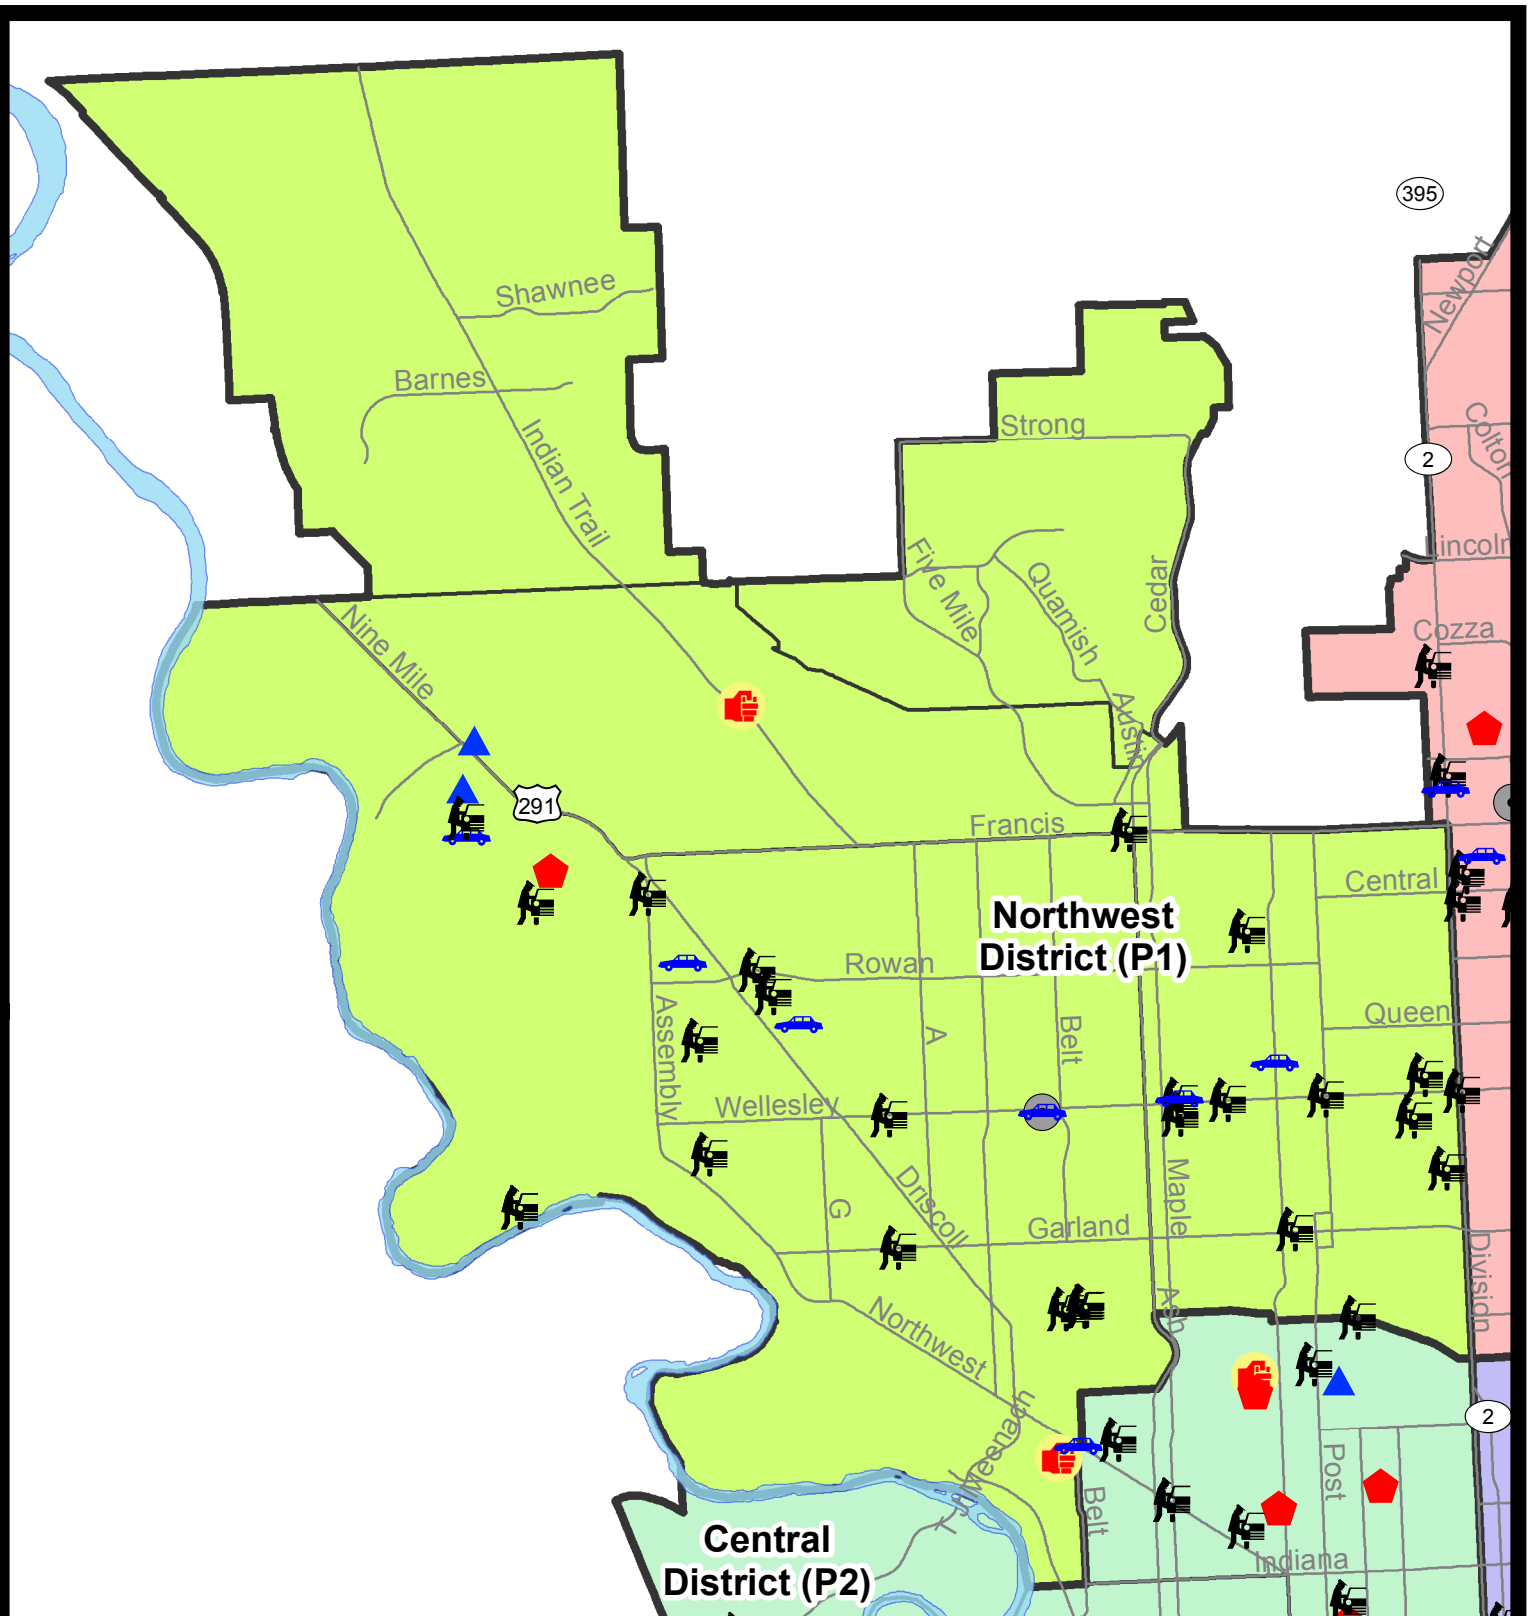 395
Newport
Shawnee
Barnes
Strong
Colton
Indian Trail
2
Lincoln
Five Mile
Quamish
Cedar
Nine Mile
Cozza
Austin
291
Francis
Central
Northwest
District (P1)
Rowan
Assembly
A
Belt
Queen
Wellesley
Maple
G
Driscoll
Garland
Division
Ash
Northwest
2
T J Meenach
Post
Belt
Central
District (P2)
Indiana